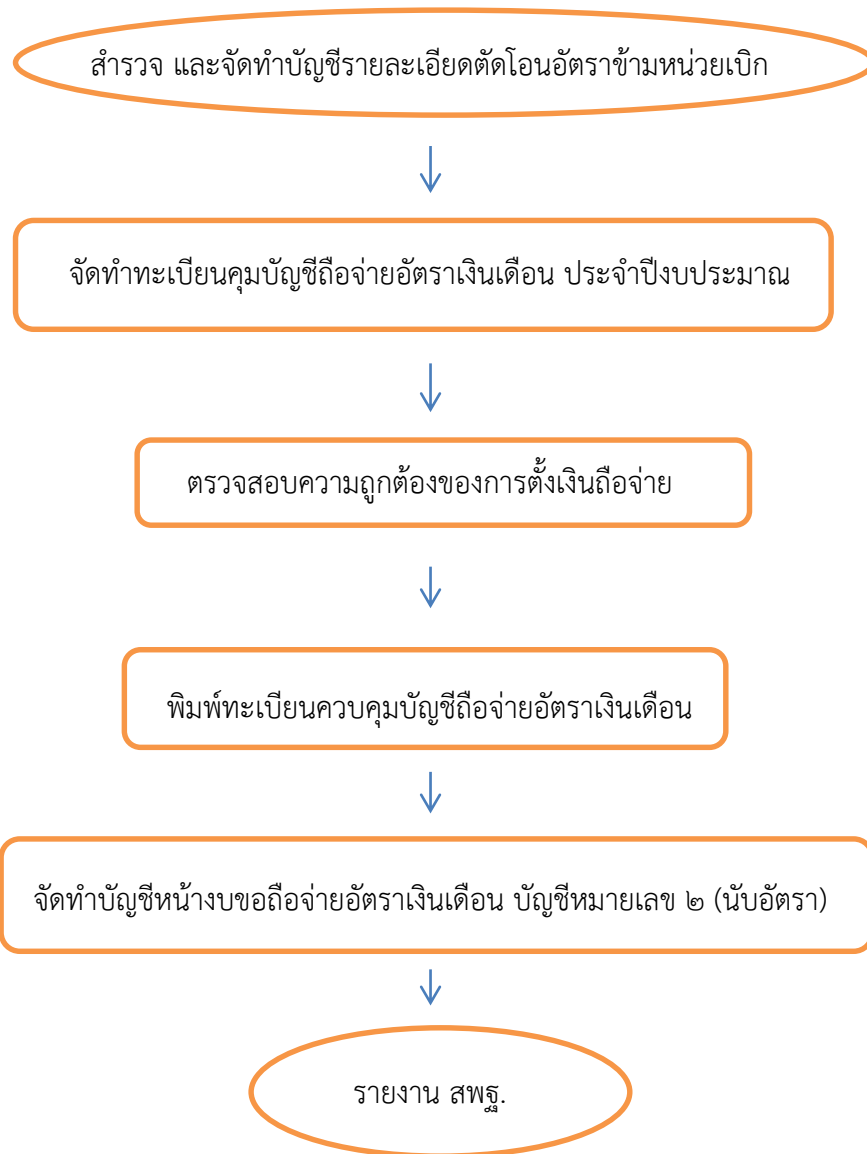 สำรวจ และจัดทำบัญชีรายละเอียดตัดโอนอัตราข้ามหน่วยเบิก
จัดทำทะเบียนคุมบัญชีถือจ่ายอัตราเงินเดือน ประจำปีงบประมาณ
ตรวจสอบความถูกต้องของการตั้งเงินถือจ่าย
พิมพ์ทะเบียนควบคุมบัญชีถือจ่ายอัตราเงินเดือน
จัดทำบัญชีหน้างบขอถือจ่ายอัตราเงินเดือน บัญชีหมายเลข ๒ (นับอัตรา)
รายงาน สพฐ.